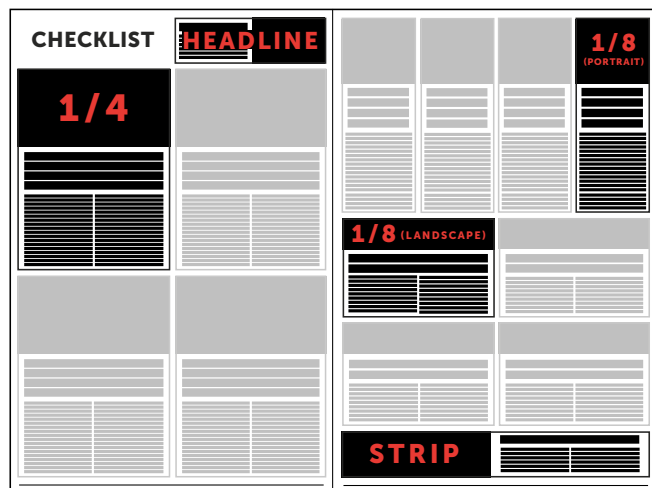 CHECKLIST
HEADLINE
1/4
1/8
(PORTRAIT)
1/8 (LANDSCAPE)
STRIP